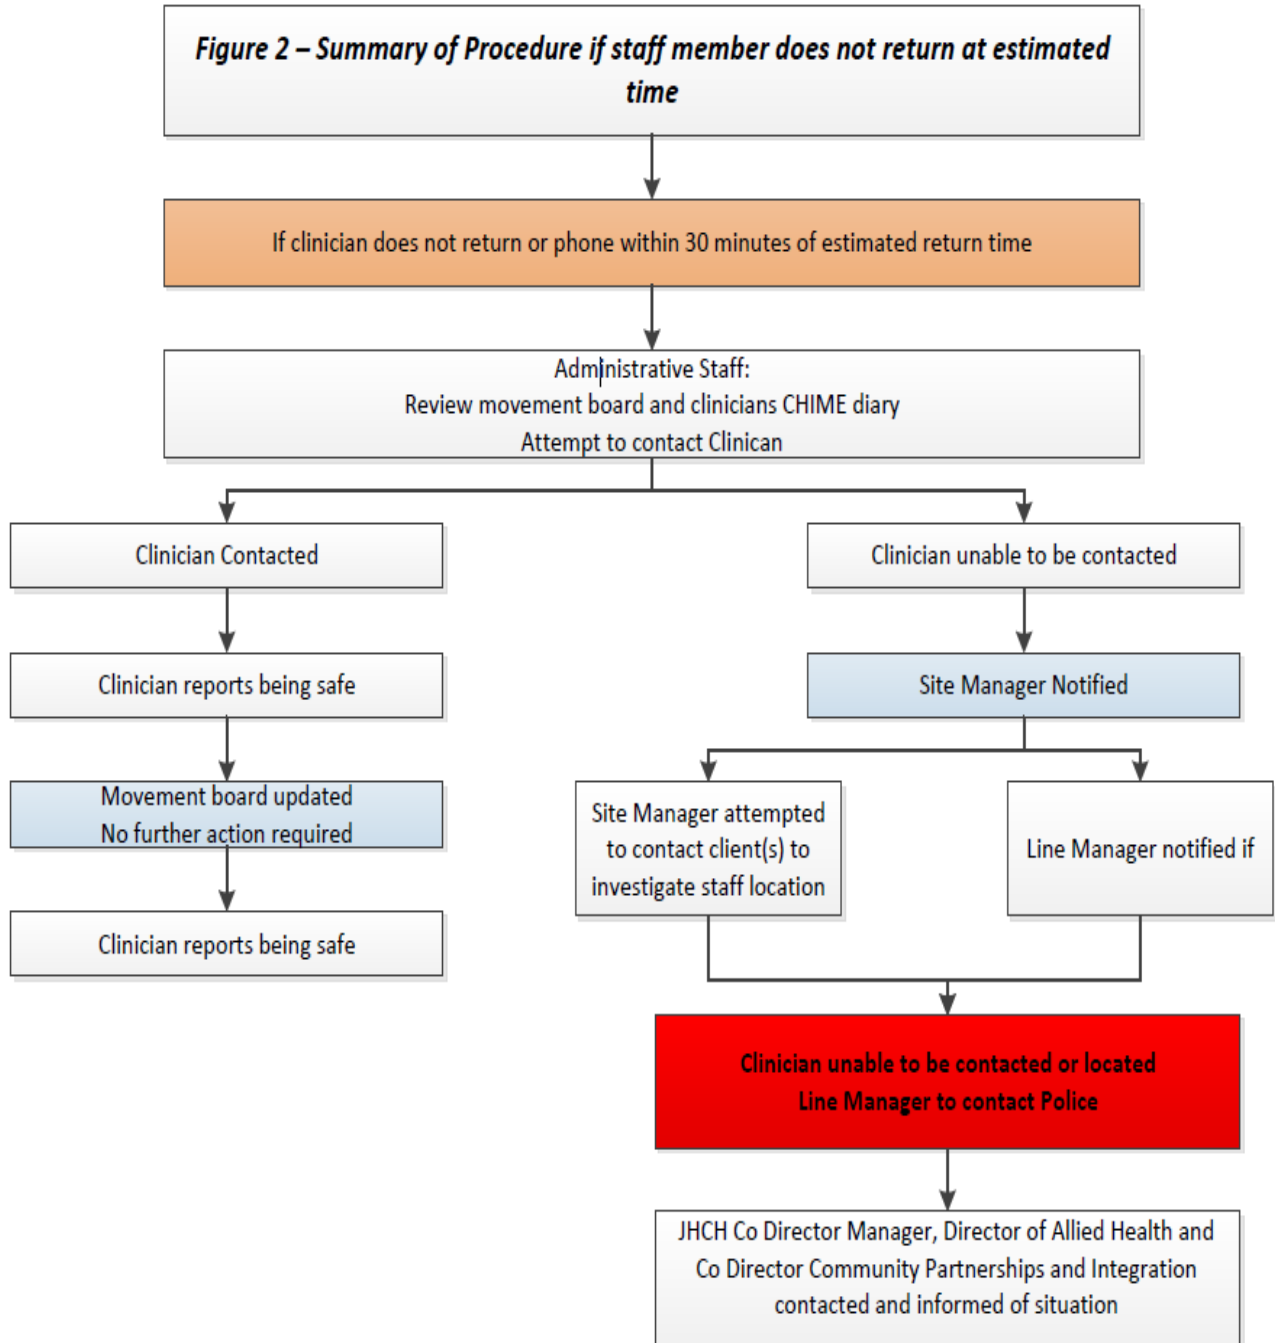 Figure 2 – Summary of Procedure if staff member does not return at estimated
time
If clinician does not return or phone within 30 minutes of estimated return time
Administrative Staff:
Review movement board and clinicians CHIME diary
Attempt to contact Clinican
Clinician Contacted
Clinician unable to be contacted
Clinician reports being safe
Site Manager Notified
Movement board updated
No further action required
Site Manager attempted
to contact client(s) to
investigate staff location
Line Manager notified if
Clinician reports being safe
Clinician unable to be contacted or located
Line Manager to contact Police
JHCH Co Director Manager, Director of Allied Health and
Co Director Community Partnerships and Integration
contacted and informed of situation